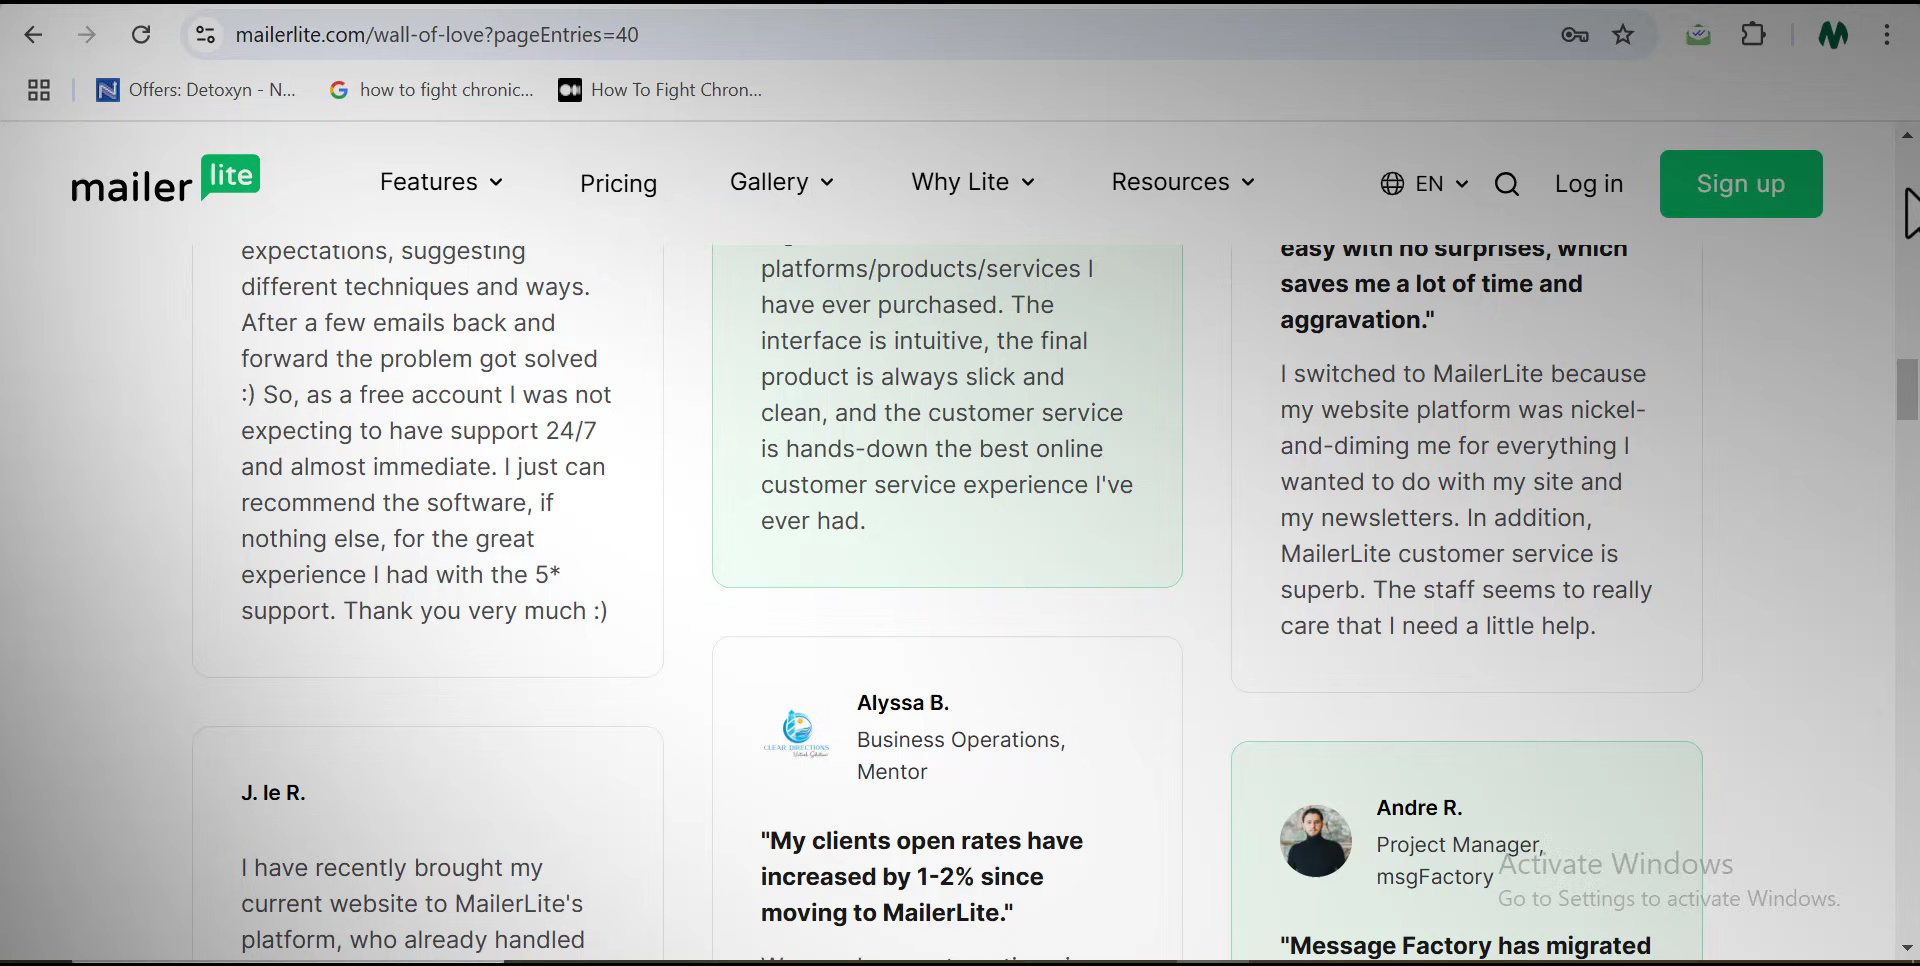 mailerlite.com/wall-of-love?pageEntries=40
Offers: Detoxyn - N...
how to fight chronic...
How To Fight Chron...
mailer lite
Features
Pricing
Gallery
Why Lite
Resources
EN
Log in
Sign up
expectations, suggesting
different techniques and ways.
After a few emails back and
forward the problem got solved
:) So, as a free account I was not
expecting to have support 24/7
and almost immediate. I just can
recommend the software, if
nothing else, for the great
experience I had with the 5*
support. Thank you very much :)
J. le R.
I have recently brought my
current website to MailerLite's
platform, who already handled
platforms/products/services I
have ever purchased. The
interface is intuitive, the final
product is always slick and
clean, and the customer service
is hands-down the best online
customer service experience I've
ever had.
CLEAR DIRECTIONS
Alyssa B.
Business Operations,
Mentor
"My clients open rates have
increased by 1-2% since
moving to MailerLite."
easy with no surprises, which
saves me a lot of time and
aggravation."
I switched to MailerLite because
my website platform was nickel-
and-diming me for everything I
wanted to do with my site and
my newsletters. In addition,
MailerLite customer service is
superb. The staff seems to really
care that I need a little help.
Andre R.
Project Manager,
msgFactory
"Message Factory has migrated
Activate Windows
Go to Settings to activate Windows.